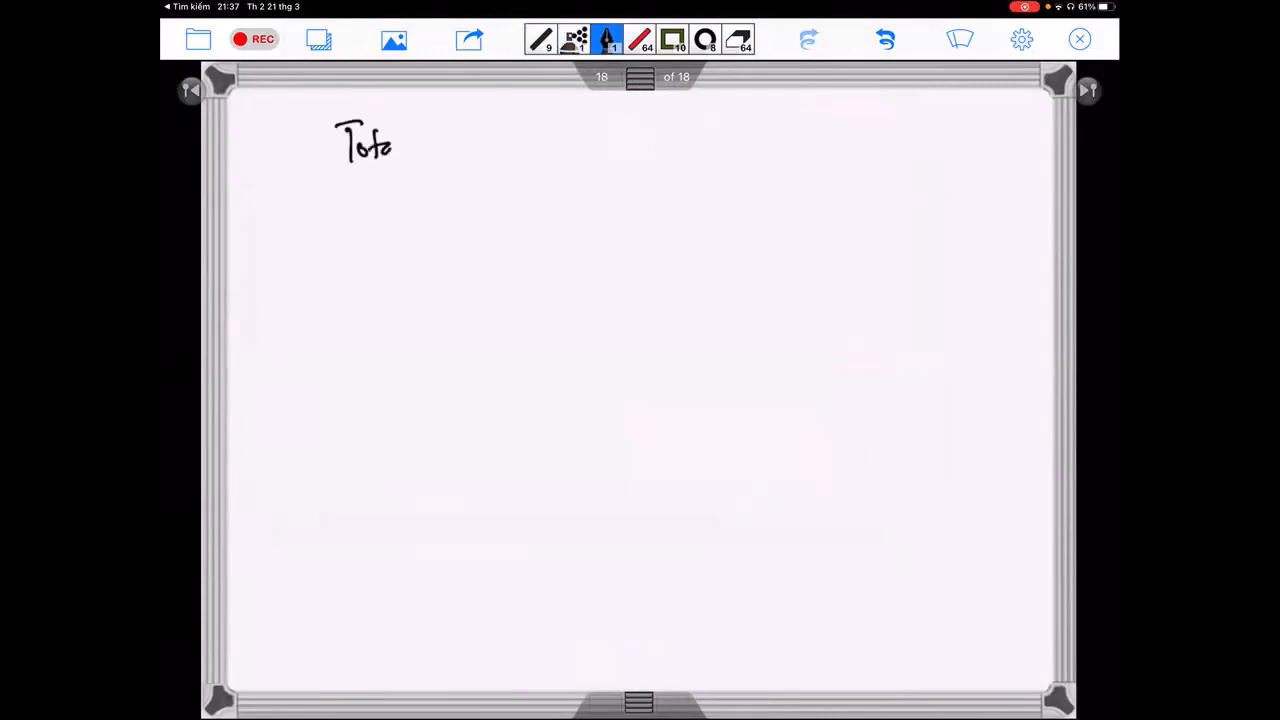 Tìm kiếm 21:37 Th 2 21 thg 3 61%
REC 9 1 1 64 10 8 64
18 of 18
Tota